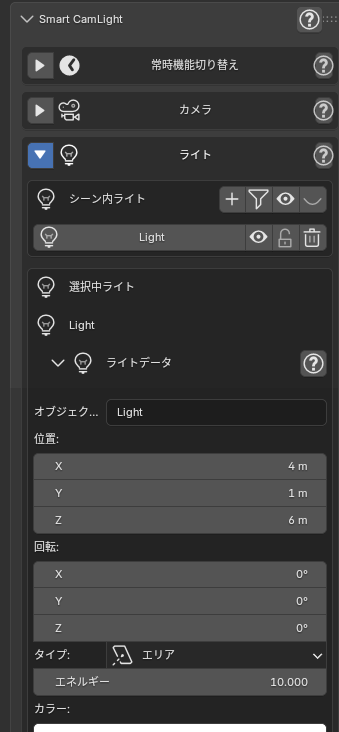 Smart CamLight
常時機能切り替え
カメラ
ライト
シーン内ライト
Light
選択中ライト
Light
ライトデータ
オブジェク... Light
位置:
X 4 m
Y 1 m
Z 6 m
回転:
X 0°
Y 0°
Z 0°
タイプ: エリア
エネルギー 10.000
カラー: